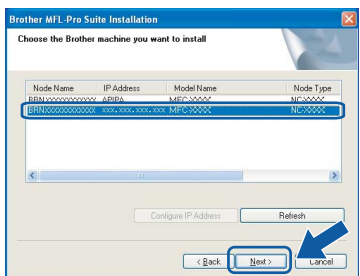 Brother MFL-Pro Suite Installation
Choose the Brother machine you want to install
Node Name IP Address Model Name Node Type
BRNXXXXXXXXXXXX APIPA MFC-XXXX NC-XXXX
BRNXXXXXXXXXXXX xxx.xxx.xxx.xxx MFC-XXXX NC-XXXX
Configure IP Address Refresh
< Back Next > Cancel